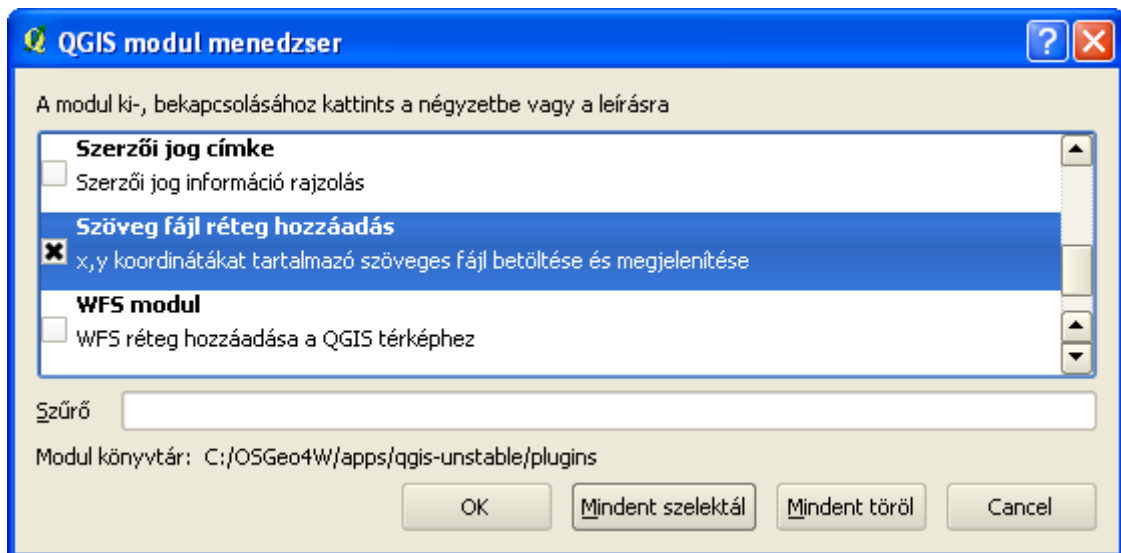 QGIS modul menedzser
A modul ki-, bekapcsolásához kattints a négyzetbe vagy a leírásra
Szerzői jog címke
Szerzői jog információ rajzolás
Szöveg fájl réteg hozzáadás
x,y koordinátákat tartalmazó szöveges fájl betöltése és megjelenítése
WFS modul
WFS réteg hozzáadása a QGIS térképhez
Szűrő
Modul könyvtár: C:/OSGeo4W/apps/qgis-unstable/plugins
OK Mindent szelektál Mindent töröl Cancel